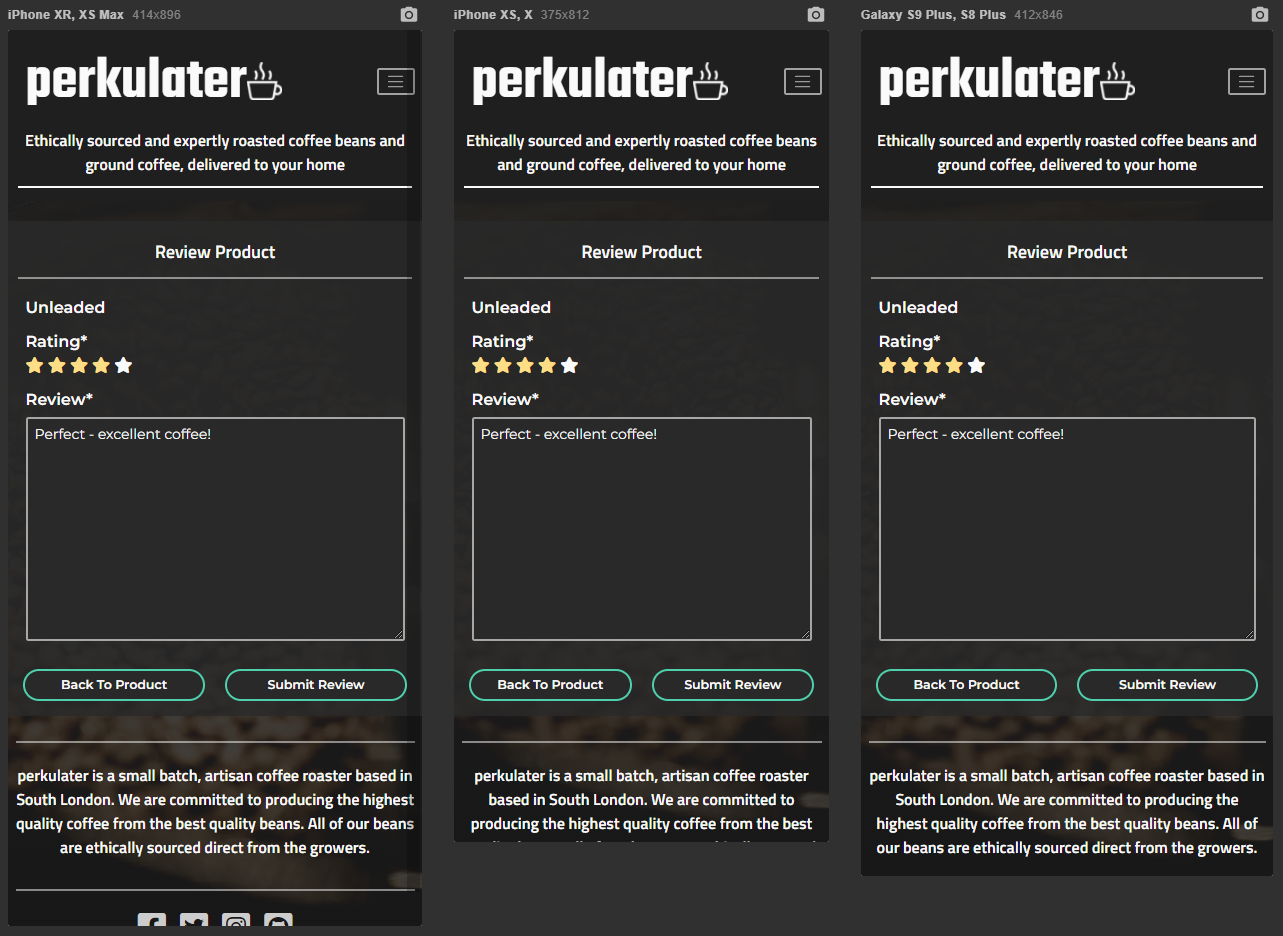 iPhone XR, XS Max 414x896
perkulater
Ethically sourced and expertly roasted coffee beans and
ground coffee, delivered to your home
Review Product
Unleaded
Rating*
Review*
Perfect - excellent coffee!
Back To Product
Submit Review
perkulater is a small batch, artisan coffee roaster based in
South London. We are committed to producing the highest
quality coffee from the best quality beans. All of our beans
are ethically sourced direct from the growers.
iPhone XS, X 375x812
perkulater
Ethically sourced and expertly roasted coffee beans
and ground coffee, delivered to your home
Review Product
Unleaded
Rating*
Review*
Perfect - excellent coffee!
Back To Product
Submit Review
perkulater is a small batch, artisan coffee roaster
based in South London. We are committed to
producing the highest quality coffee from the best
Galaxy S9 Plus, S8 Plus 412x846
perkulater
Ethically sourced and expertly roasted coffee beans and
ground coffee, delivered to your home
Review Product
Unleaded
Rating*
Review*
Perfect - excellent coffee!
Back To Product
Submit Review
perkulater is a small batch, artisan coffee roaster based in
South London. We are committed to producing the
highest quality coffee from the best quality beans. All of
our beans are ethically sourced direct from the growers.